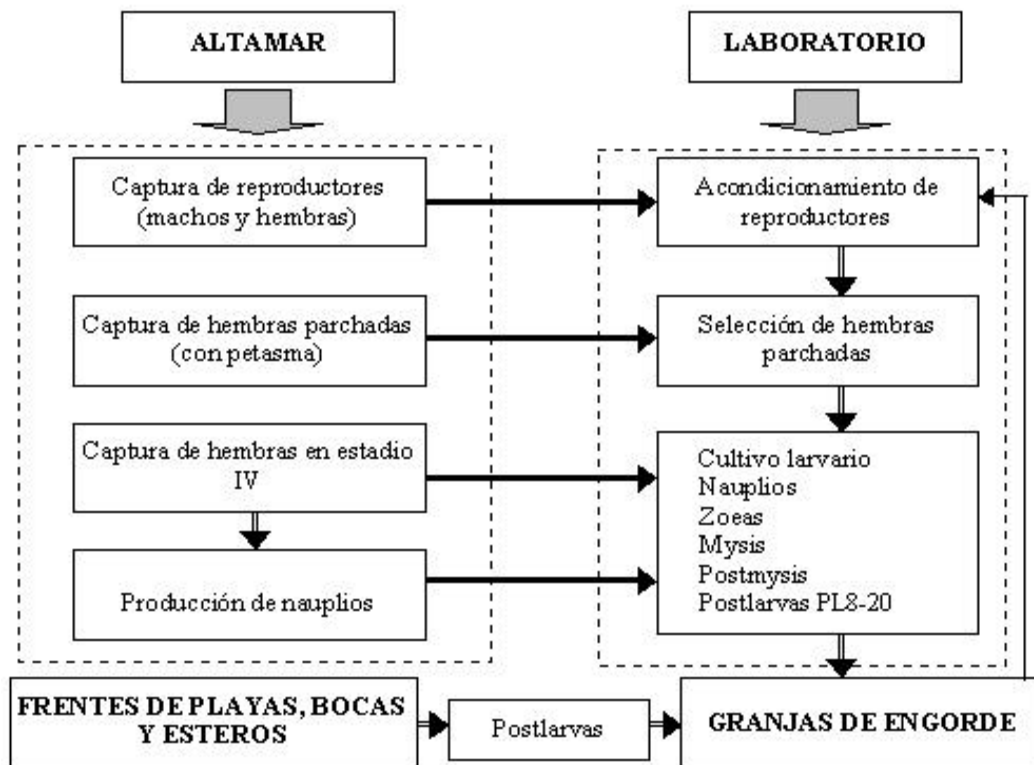 ALTAMAR
LABORATORIO
Captura de reproductores
(machos y hembras)
Acondicionamiento de
reproductores
Captura de hembras parchadas
(con petasma)
Selección de hembras
parchadas
Captura de hembras en estadio
IV
Cultivo larvario
Nauplios
Zoeas
Mysis
Postmysis
Postlarvas PL8-20
Producción de nauplios
FRENTES DE PLAYAS, BOCAS
Y ESTEROS
Postlarvas
GRANJAS DE ENGORDE